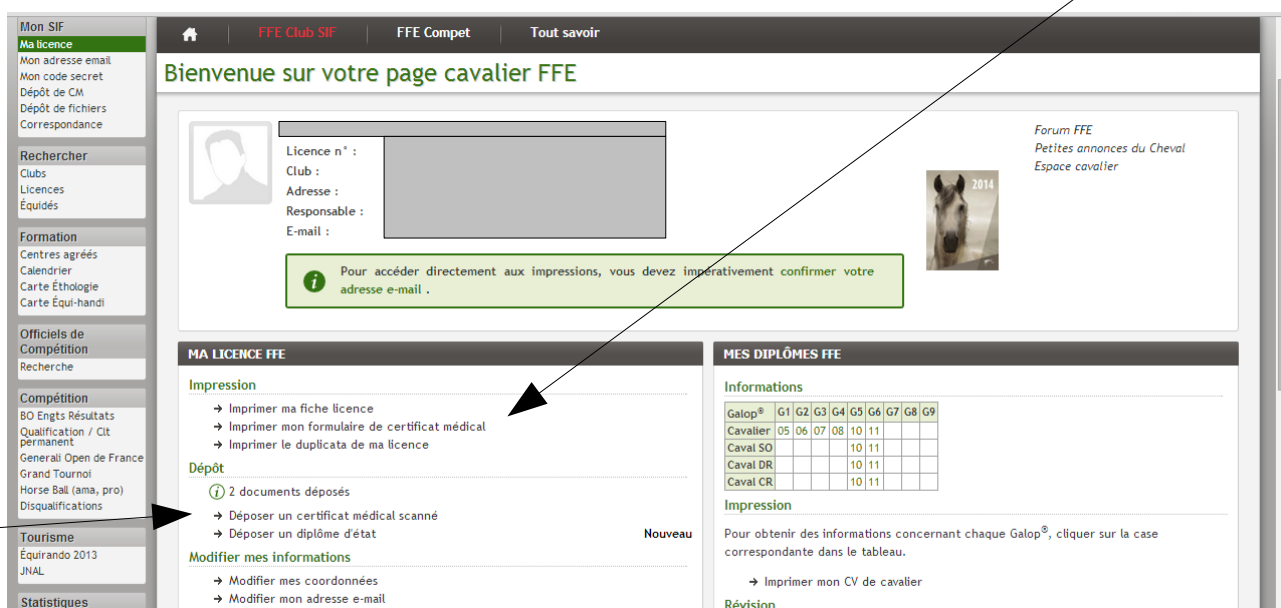 Mon SIF
Ma licence
Mon adresse email
Mon code secret
Dépôt de CM
Dépôt de fichiers
Correspondance
Rechercher
Clubs
Licences
Équidés
Formation
Centres agréés
Calendrier
Carte Éthologie
Carte Équi-handi
Officiels de
Compétition
Recherche
Compétition
BO Engts Résultats
Qualification / Clt
permanent
Generali Open de France
Grand Tournoi
Horse Ball (ama, pro)
Disqualifications
Tourisme
Équirando 2013
JNAL
Statistiques
FFE Club SIF
FFE Compet
Tout savoir
Bienvenue sur votre page cavalier FFE
Licence n° :
Club :
Adresse :
Responsable :
E-mail :
Forum FFE
Petites annonces du Cheval
Espace cavalier
2014
Pour accéder directement aux impressions, vous devez impérativement confirmer votre
adresse e-mail .
MA LICENCE FFE
Impression
→ Imprimer ma fiche licence
→ Imprimer mon formulaire de certificat médical
→ Imprimer le duplicata de ma licence
Dépôt
i 2 documents déposés
→ Déposer un certificat médical scanné
→ Déposer un diplôme d'état Nouveau
Modifier mes informations
→ Modifier mes coordonnées
→ Modifier mon adresse e-mail
MES DIPLÔMES FFE
Informations
Galop® G1 G2 G3 G4 G5 G6 G7 G8 G9
Cavalier 05 06 07 08 10 11
Caval SO 10 11
Caval DR 10 11
Caval CR 10 11
Impression
Pour obtenir des informations concernant chaque Galop®, cliquer sur la case
correspondante dans le tableau.
→ Imprimer mon CV de cavalier
Révision